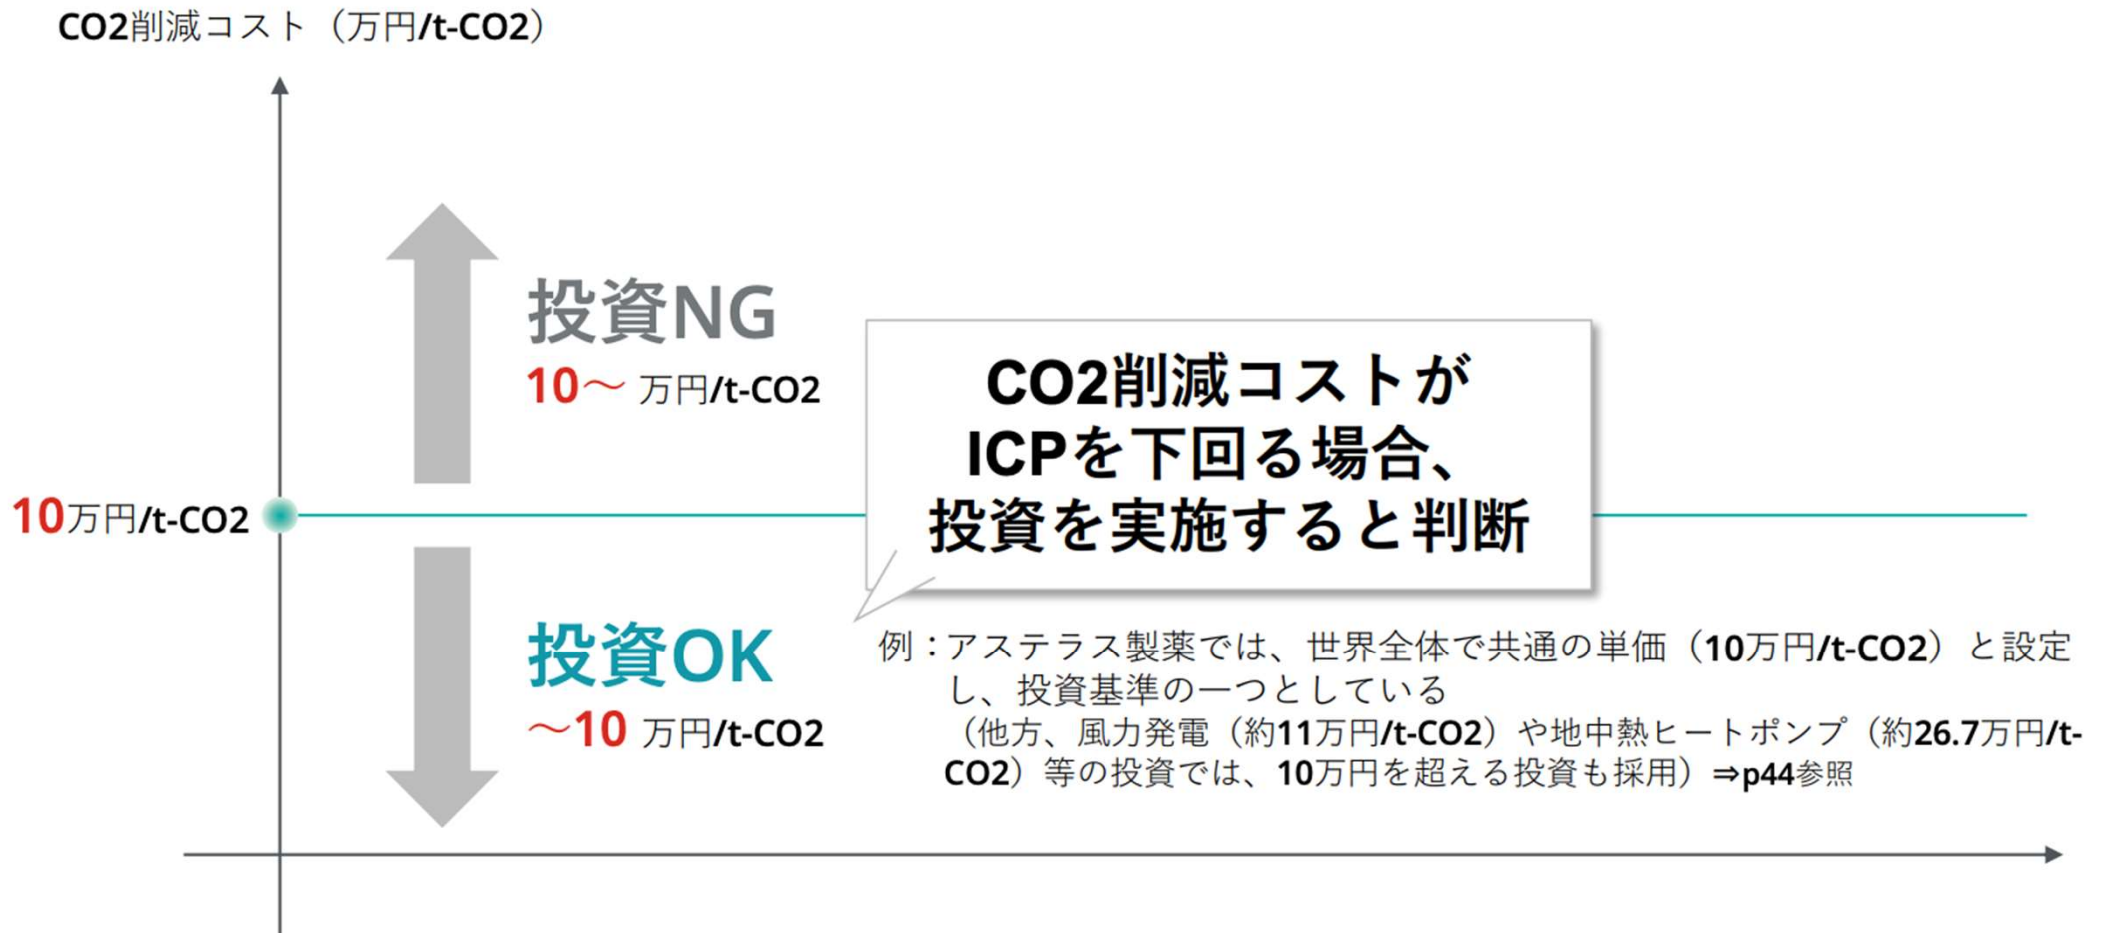 CO2削減コスト（万円/t-CO2）
投資NG
10～ 万円/t-CO2
CO2削減コストが
ICPを下回る場合、
投資を実施すると判断
10万円/t-CO2
投資OK
～10 万円/t-CO2
例：アステラス製薬では、世界全体で共通の単価（10万円/t-CO2）と設定
し、投資基準の一つとしている
（他方、風力発電（約11万円/t-CO2）や地中熱ヒートポンプ（約26.7万円/t-
CO2）等の投資では、10万円を超える投資も採用）⇒p44参照